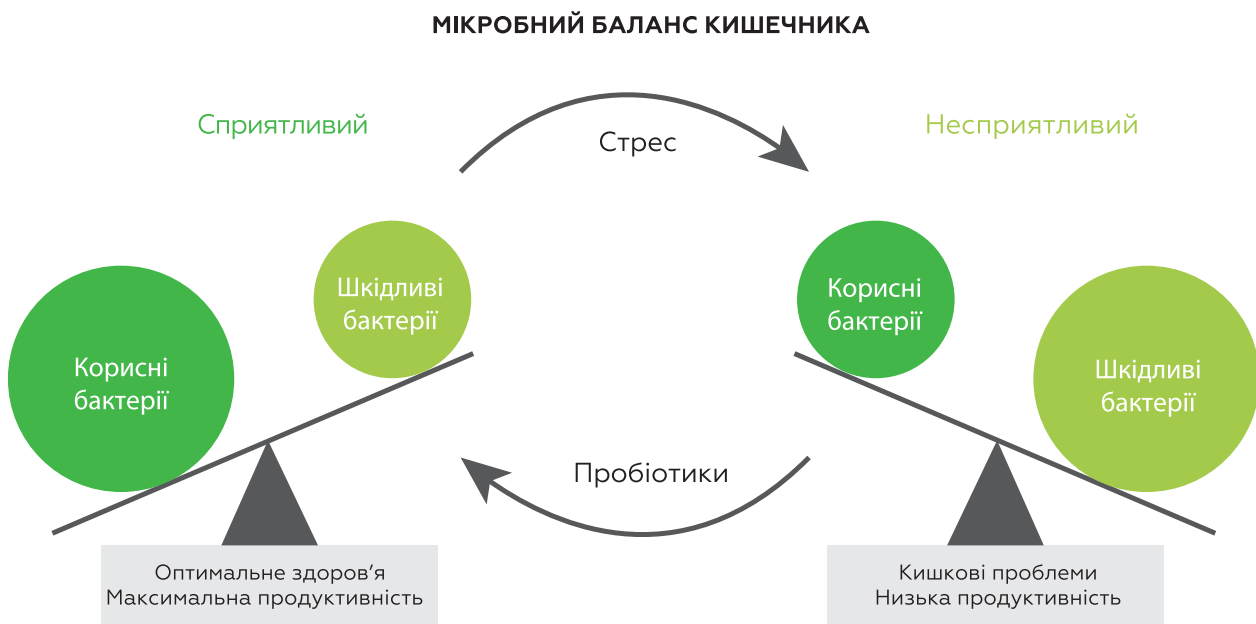 МІКРОБНИЙ БАЛАНС КИШЕЧНИКА
Сприятливий
Стрес
Несприятливий
Корисні
бактерії
Шкідливі
бактерії
Корисні
бактерії
Шкідливі
бактерії
Пробіотики
Оптимальне здоров'я
Максимальна продуктивність
Кишкові проблеми
Низька продуктивність